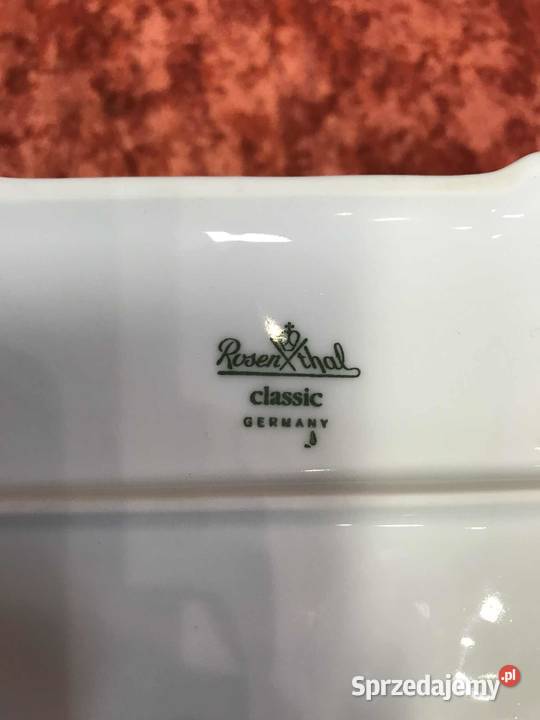 Rosenthal
classic
GERMANY
Sprzedajemy.pl